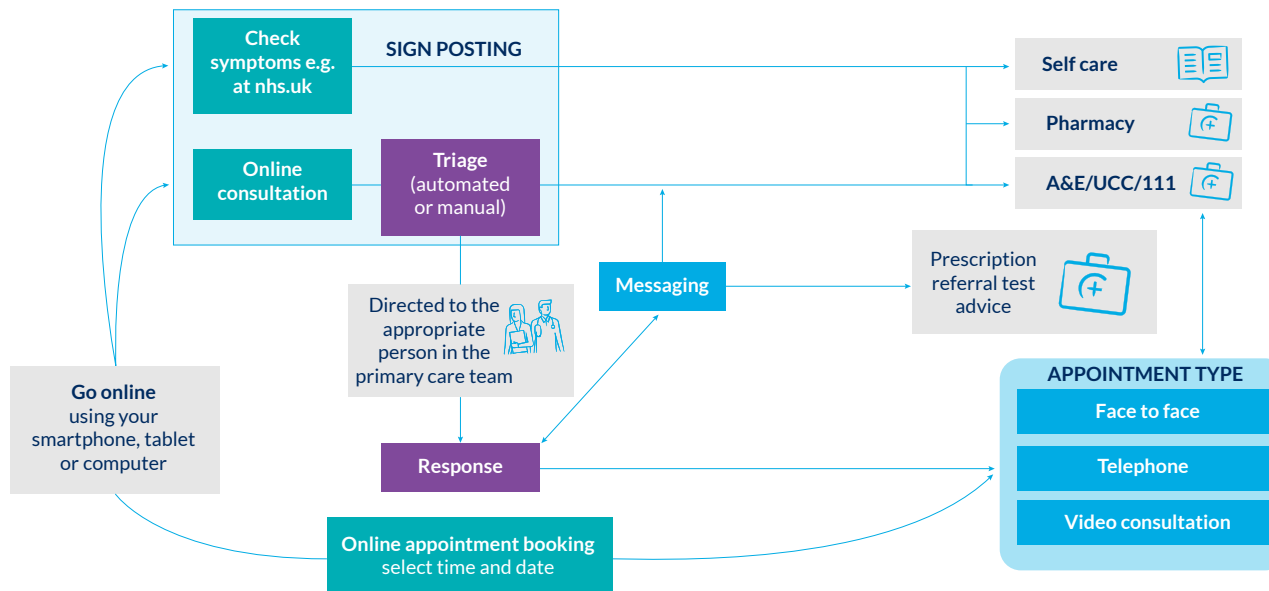 Check
symptoms e.g.
at nhs.uk
SIGN POSTING
Online
consultation
Triage
(automated
or manual)
Self care
Pharmacy
A&E/UCC/111
Messaging
Prescription
referral test
advice
Directed to the
appropriate
person in the
primary care team
Go online
using your
smartphone, tablet
or computer
Response
APPOINTMENT TYPE
Face to face
Telephone
Video consultation
Online appointment booking
select time and date